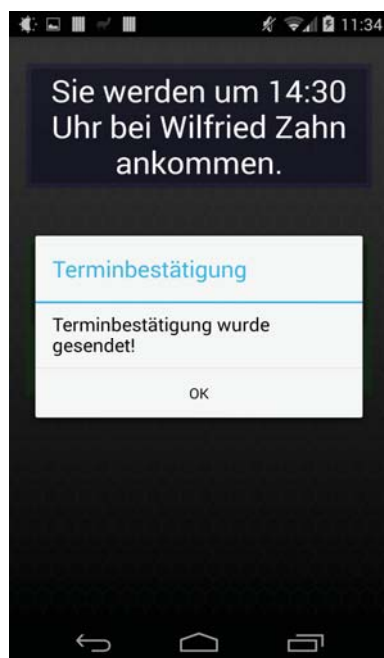 11:34
Sie werden um 14:30
Uhr bei Wilfried Zahn
ankommen.
Terminbestätigung
Terminbestätigung wurde
gesendet!
OK